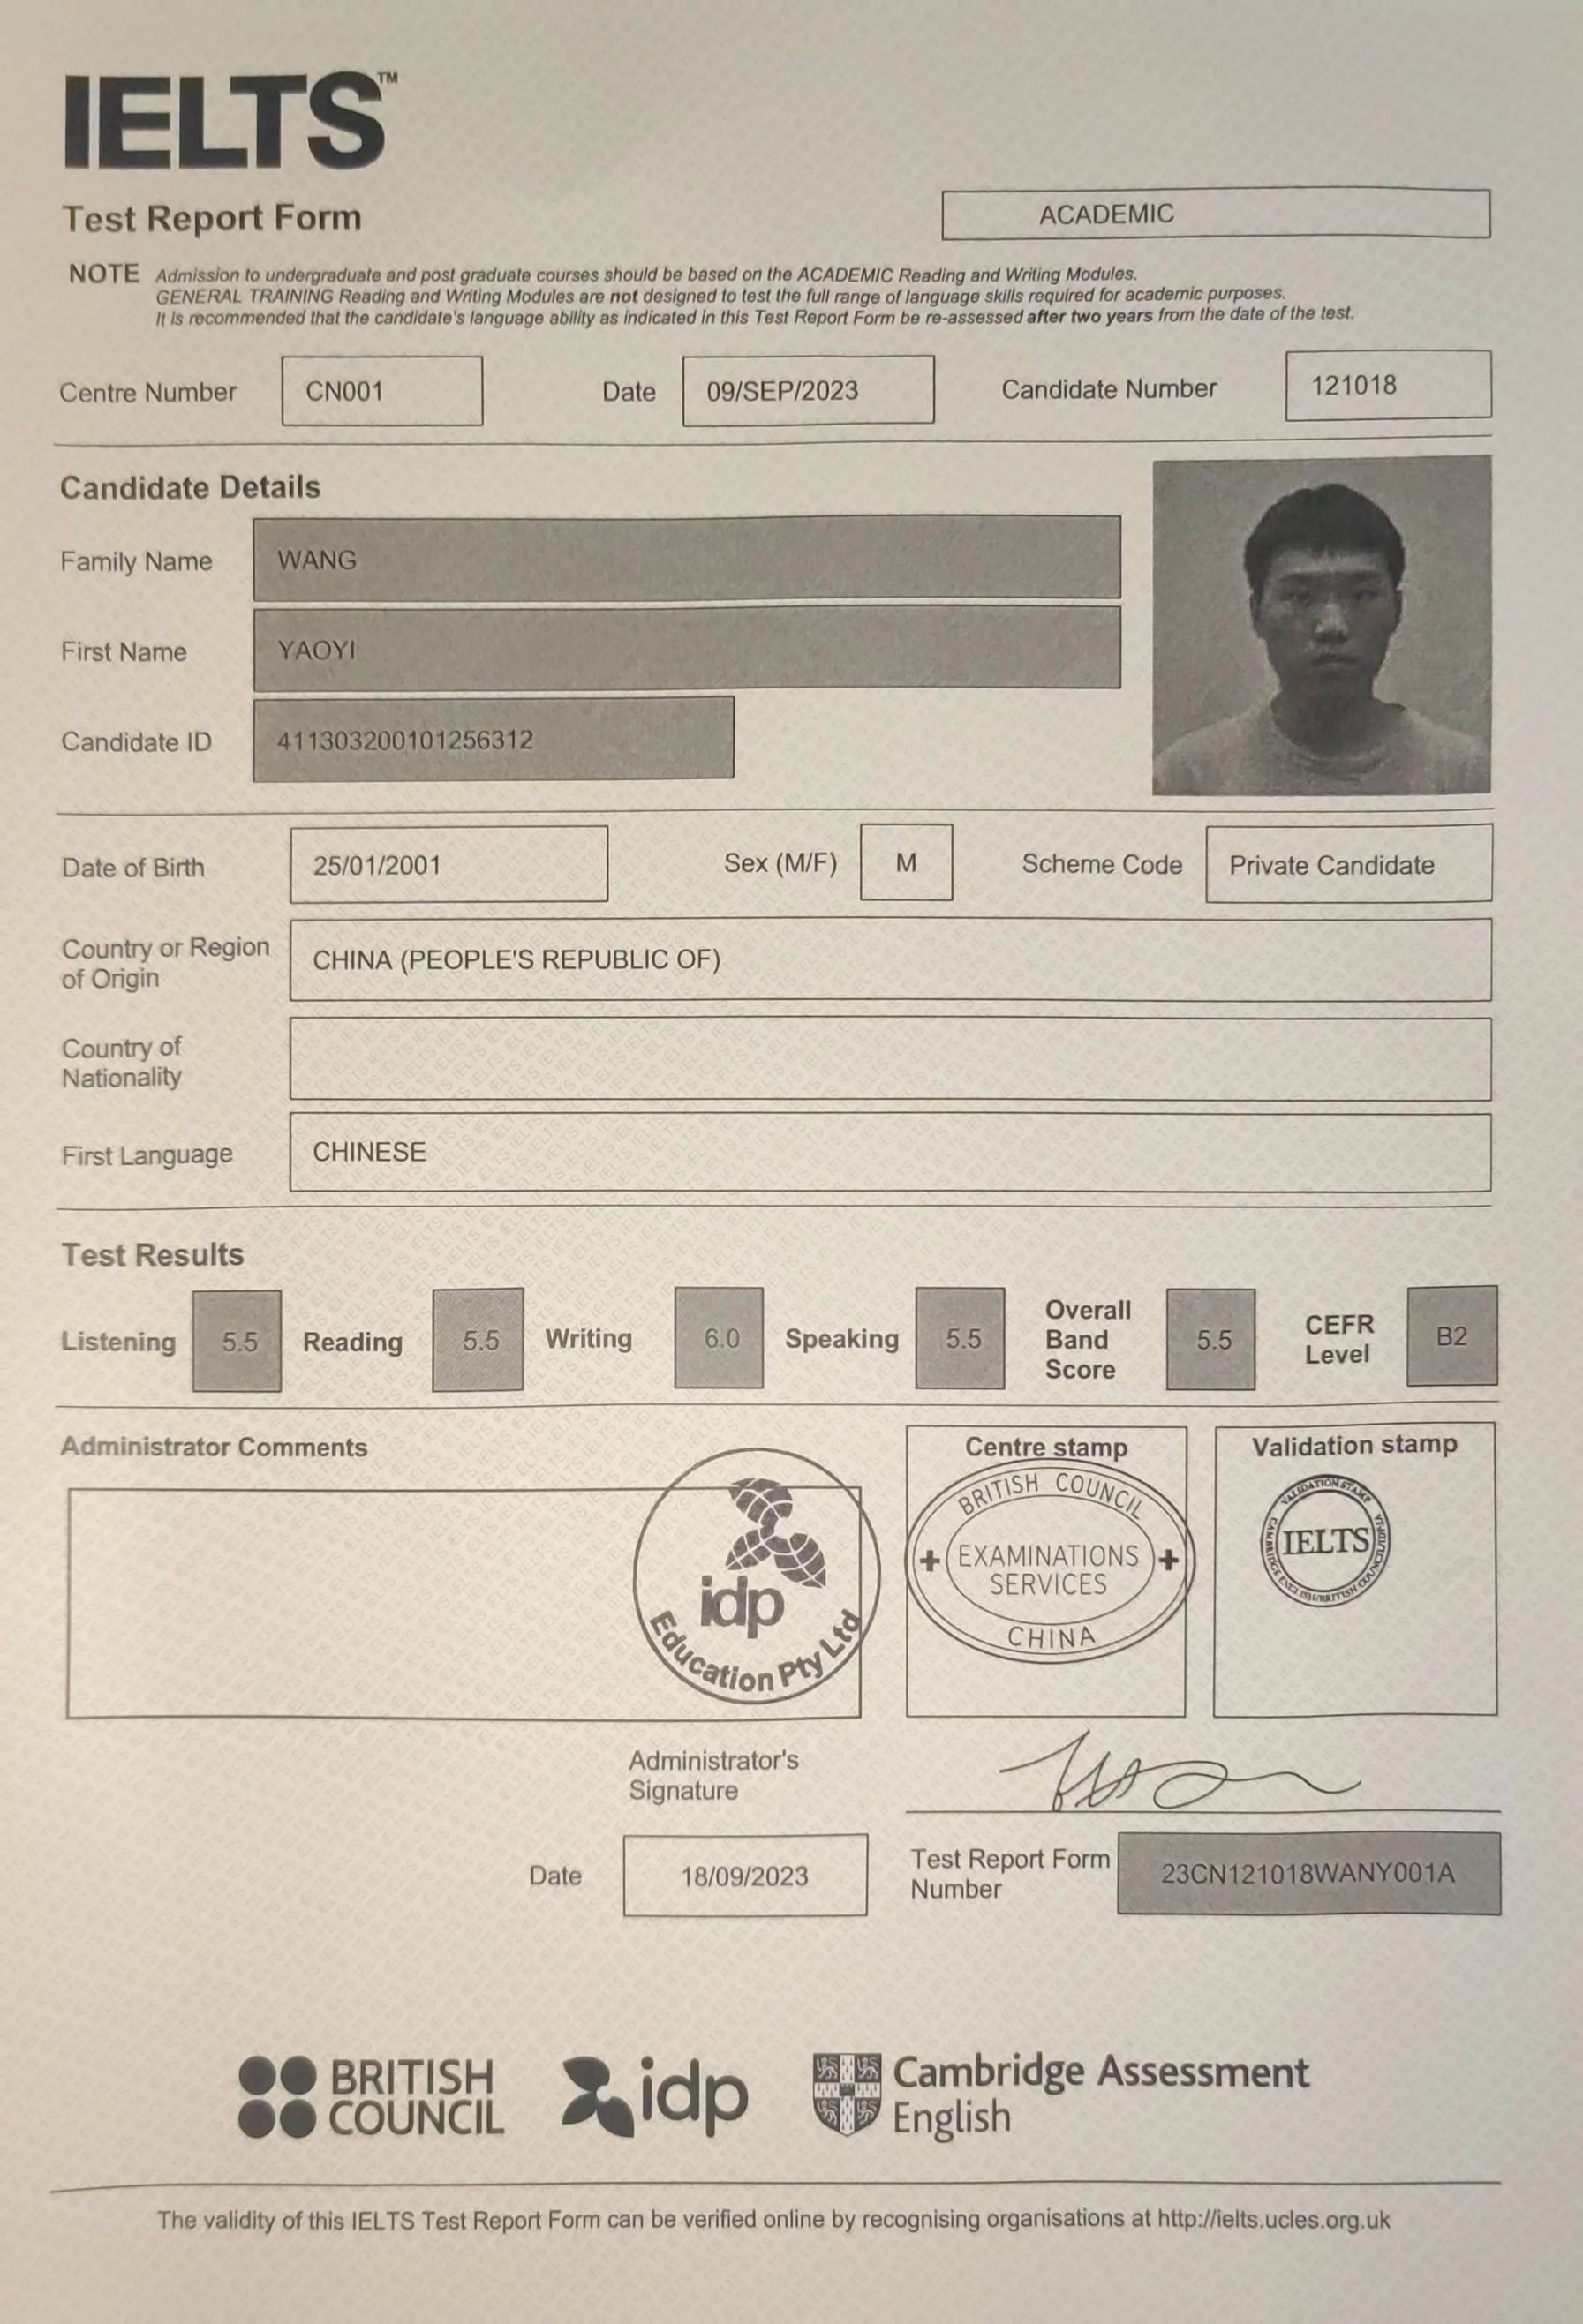 IELTS™
Test Report Form
ACADEMIC
NOTE Admission to undergraduate and post graduate courses should be based on the ACADEMIC Reading and Writing Modules.
GENERAL TRAINING Reading and Writing Modules are not designed to test the full range of language skills required for academic purposes.
It is recommended that the candidate's language ability as indicated in this Test Report Form be re-assessed after two years from the date of the test.
Centre Number CN001 Date 09/SEP/2023 Candidate Number 121018
Candidate Details
Family Name WANG
First Name YAOYI
Candidate ID 411303200101256312
Date of Birth 25/01/2001 Sex (M/F) M Scheme Code Private Candidate
Country or Region
of Origin
CHINA (PEOPLE'S REPUBLIC OF)
Country of
Nationality
First Language CHINESE
Test Results
Listening 5.5 Reading 5.5 Writing 6.0 Speaking 5.5 Overall Band Score 5.5 CEFR Level B2
Administrator Comments
idp
Education Pty Ltd
Centre stamp
BRITISH COUNCIL
EXAMINATIONS
SERVICES
CHINA
Validation stamp
VALIDATION STAMP
IELTS
Administrator's
Signature
Date 18/09/2023
Test Report Form
Number
23CN121018WANY001A
BRITISH
COUNCIL
idp
Cambridge Assessment
English
The validity of this IELTS Test Report Form can be verified online by recognising organisations at http://ielts.ucles.org.uk